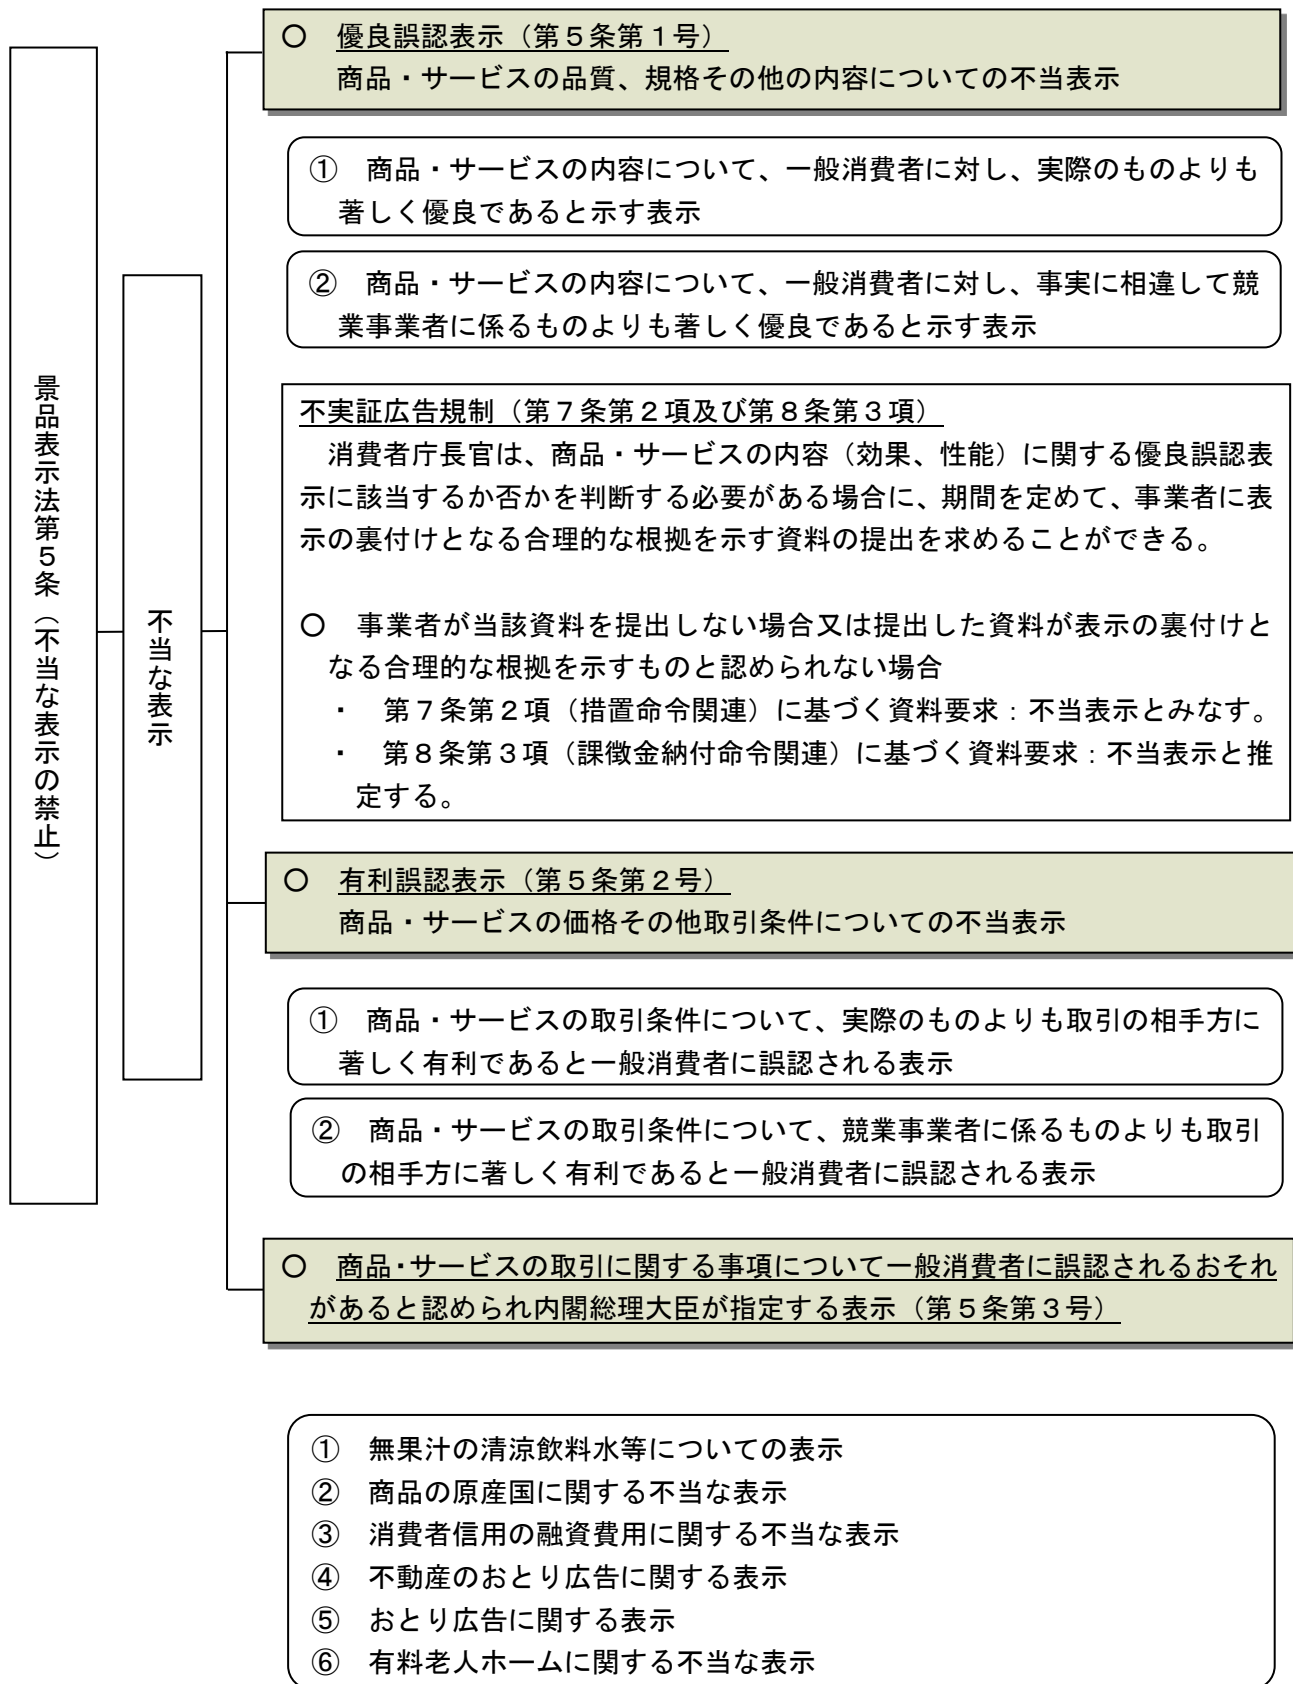 景品表示法第５条（不当な表示の禁止）
不当な表示
○　優良誤認表示（第５条第１号）
商品・サービスの品質、規格その他の内容についての不当表示
①　商品・サービスの内容について、一般消費者に対し、実際のものよりも
著しく優良であると示す表示
②　商品・サービスの内容について、一般消費者に対し、事実に相違して競
業事業者に係るものよりも著しく優良であると示す表示
不実証広告規制（第７条第２項及び第８条第３項）
消費者庁長官は、商品・サービスの内容（効果、性能）に関する優良誤認表
示に該当するか否かを判断する必要がある場合に、期間を定めて、事業者に表
示の裏付けとなる合理的な根拠を示す資料の提出を求めることができる。
○　事業者が当該資料を提出しない場合又は提出した資料が表示の裏付けと
なる合理的な根拠を示すものと認められない場合
・　第７条第２項（措置命令関連）に基づく資料要求：不当表示とみなす。
・　第８条第３項（課徴金納付命令関連）に基づく資料要求：不当表示と推
定する。
○　有利誤認表示（第５条第２号）
商品・サービスの価格その他取引条件についての不当表示
①　商品・サービスの取引条件について、実際のものよりも取引の相手方に
著しく有利であると一般消費者に誤認される表示
②　商品・サービスの取引条件について、競業事業者に係るものよりも取引
の相手方に著しく有利であると一般消費者に誤認される表示
○　商品・サービスの取引に関する事項について一般消費者に誤認されるおそれ
があると認められ内閣総理大臣が指定する表示（第５条第３号）
①　無果汁の清涼飲料水等についての表示
②　商品の原産国に関する不当な表示
③　消費者信用の融資費用に関する不当な表示
④　不動産のおとり広告に関する表示
⑤　おとり広告に関する表示
⑥　有料老人ホームに関する不当な表示